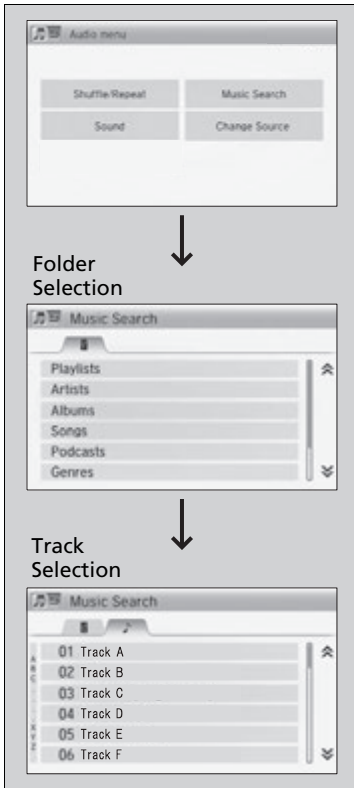 Audio menu
Shuffle/Repeat Music Search
Sound Change Source
Folder
Selection
Music Search
Playlists
Artists
Albums
Songs
Podcasts
Genres
Track
Selection
Music Search
A
B
C
X
Y
Z
01 Track A
02 Track B
03 Track C
04 Track D
05 Track E
06 Track F